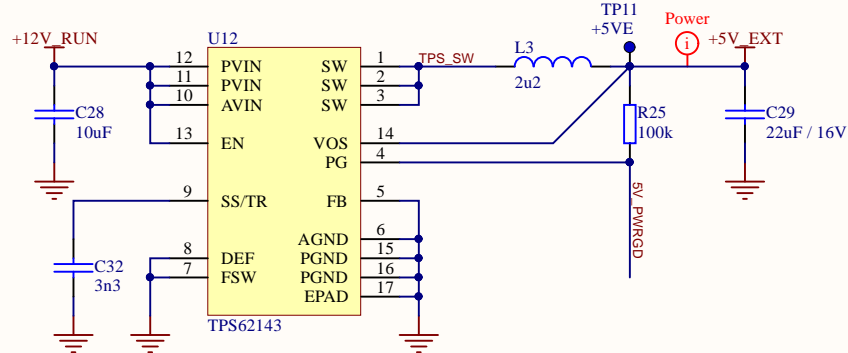 TP11
Power
+12V_RUN
U12
+5VE
i
+5V_EXT
L3
TPS_SW
2u2
12 PVIN SW 1
11 PVIN SW 2
10 AVIN SW 3
C28
10uF
R25
100k
C29
22uF / 16V
13 EN VOS 14
PG 4
5V_PWRGD
9 SS/TR FB 5
AGND 6
8 DEF PGND 15
7 FSW PGND 16
EPAD 17
C32
3n3
TPS62143